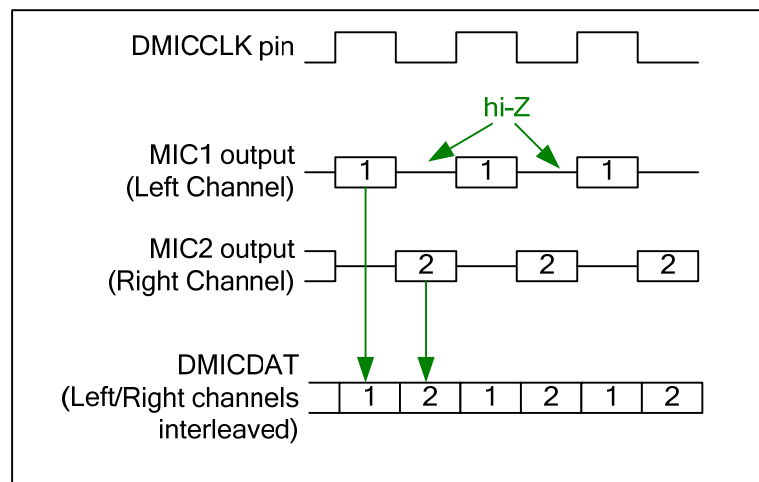 DMICCLK pin
hi-Z
MIC1 output
(Left Channel)
1 1 1
MIC2 output
(Right Channel)
2 2 2
DMICDAT
(Left/Right channels
interleaved)
1 2 1 2 1 2